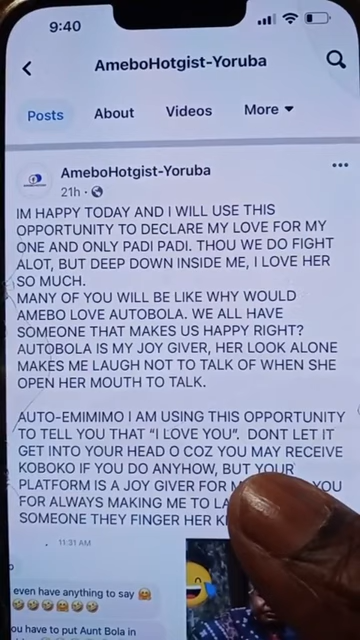 9:40
AmeboHotgist-Yoruba
Posts About Videos More
AmeboHotgist-Yoruba
21h
IM HAPPY TODAY AND I WILL USE THIS
OPPORTUNITY TO DECLARE MY LOVE FOR MY
ONE AND ONLY PADI PADI. THOU WE DO FIGHT
ALOT, BUT DEEP DOWN INSIDE ME, I LOVE HER
SO MUCH.
MANY OF YOU WILL BE LIKE WHY WOULD
AMEBO LOVE AUTOBOLA. WE ALL HAVE
SOMEONE THAT MAKES US HAPPY RIGHT?
AUTOBOLA IS MY JOY GIVER, HER LOOK ALONE
MAKES ME LAUGH NOT TO TALK OF WHEN SHE
OPEN HER MOUTH TO TALK.
AUTO-EMIMIMO I AM USING THIS OPPORTUNITY
TO TELL YOU THAT “I LOVE YOU”. DONT LET IT
GET INTO YOUR HEAD O COZ YOU MAY RECEIVE
KOBOKO IF YOU DO ANYHOW, BUT YOUR
PLATFORM IS A JOY GIVER FOR YOU
FOR ALWAYS MAKING ME TO
SOMEONE THEY FINGER HER
11:31 AM
even have anything to say 🤗
🤣🤣🤣🤗🤣🤣
ou have to put Aunt Bola in